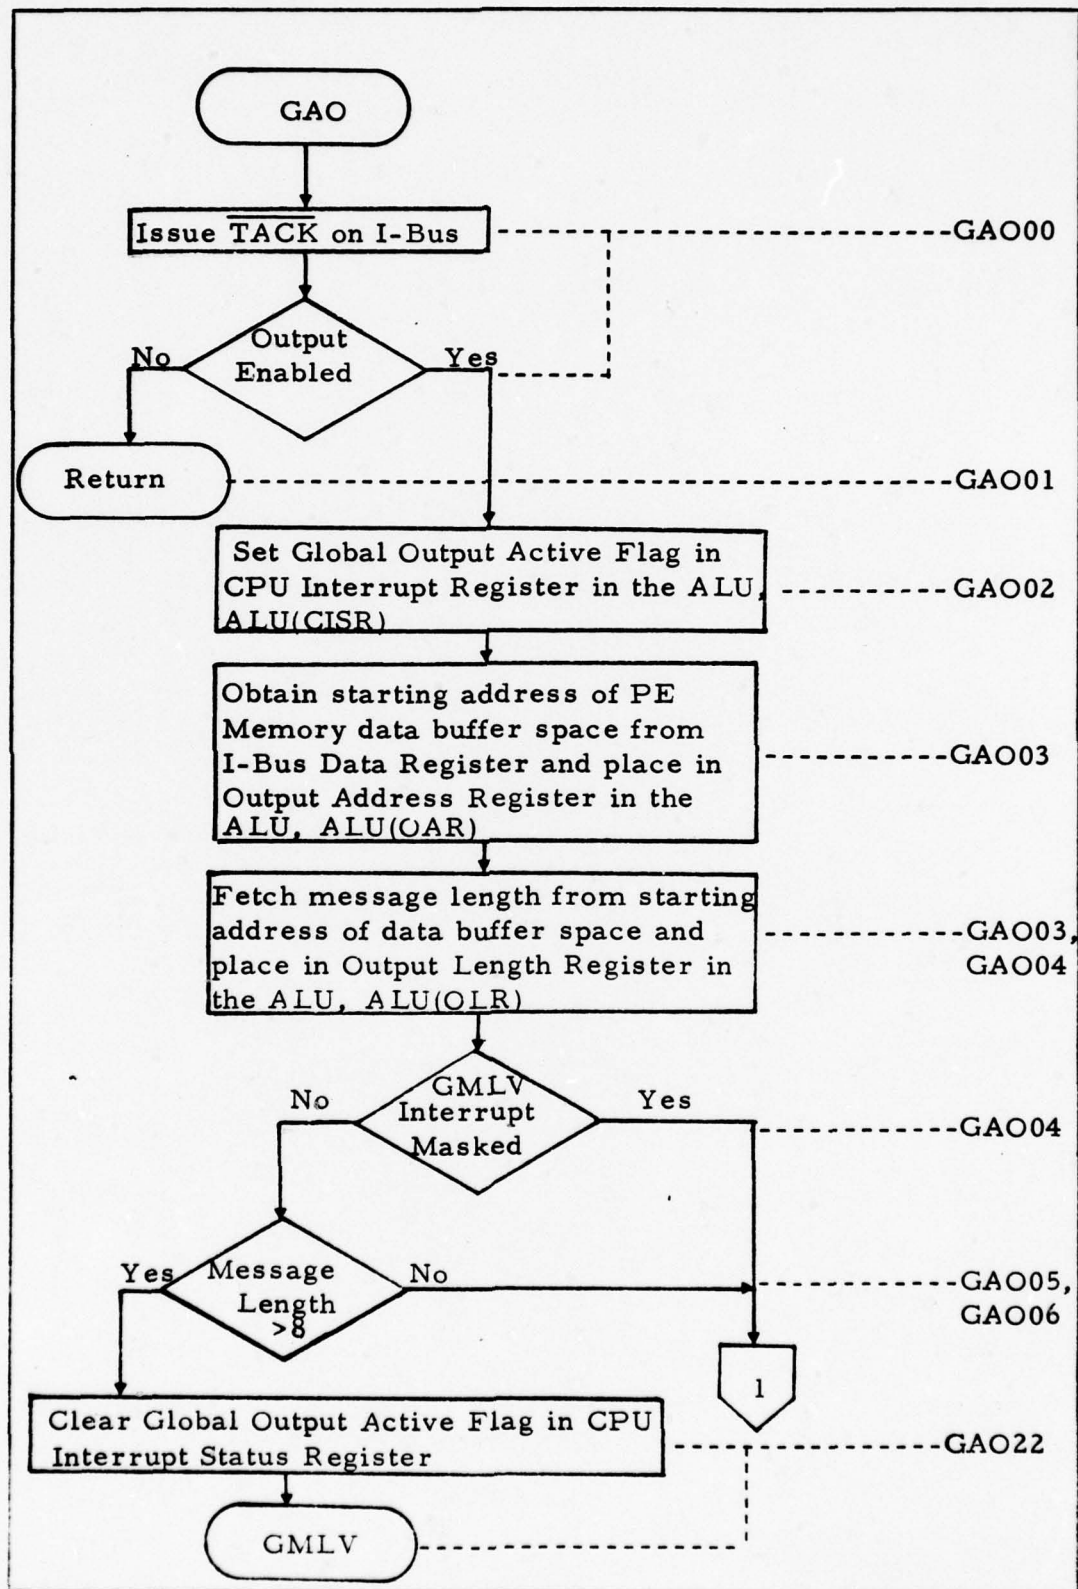 GAO
Issue TACK on I-Bus
GAO00
Output
Enabled
No
Yes
Return
GAO01
Set Global Output Active Flag in
CPU Interrupt Register in the ALU,
ALU(CISR)
GAO02
Obtain starting address of PE
Memory data buffer space from
I-Bus Data Register and place in
Output Address Register in the
ALU, ALU(OAR)
GAO03
Fetch message length from starting
address of data buffer space and
place in Output Length Register in
the ALU, ALU(OLR)
GAO03,
GAO04
GMLV
Interrupt
Masked
No
Yes
GAO04
Message
Length
>8
Yes
No
GAO05,
GAO06
1
Clear Global Output Active Flag in CPU
Interrupt Status Register
GAO22
GMLV